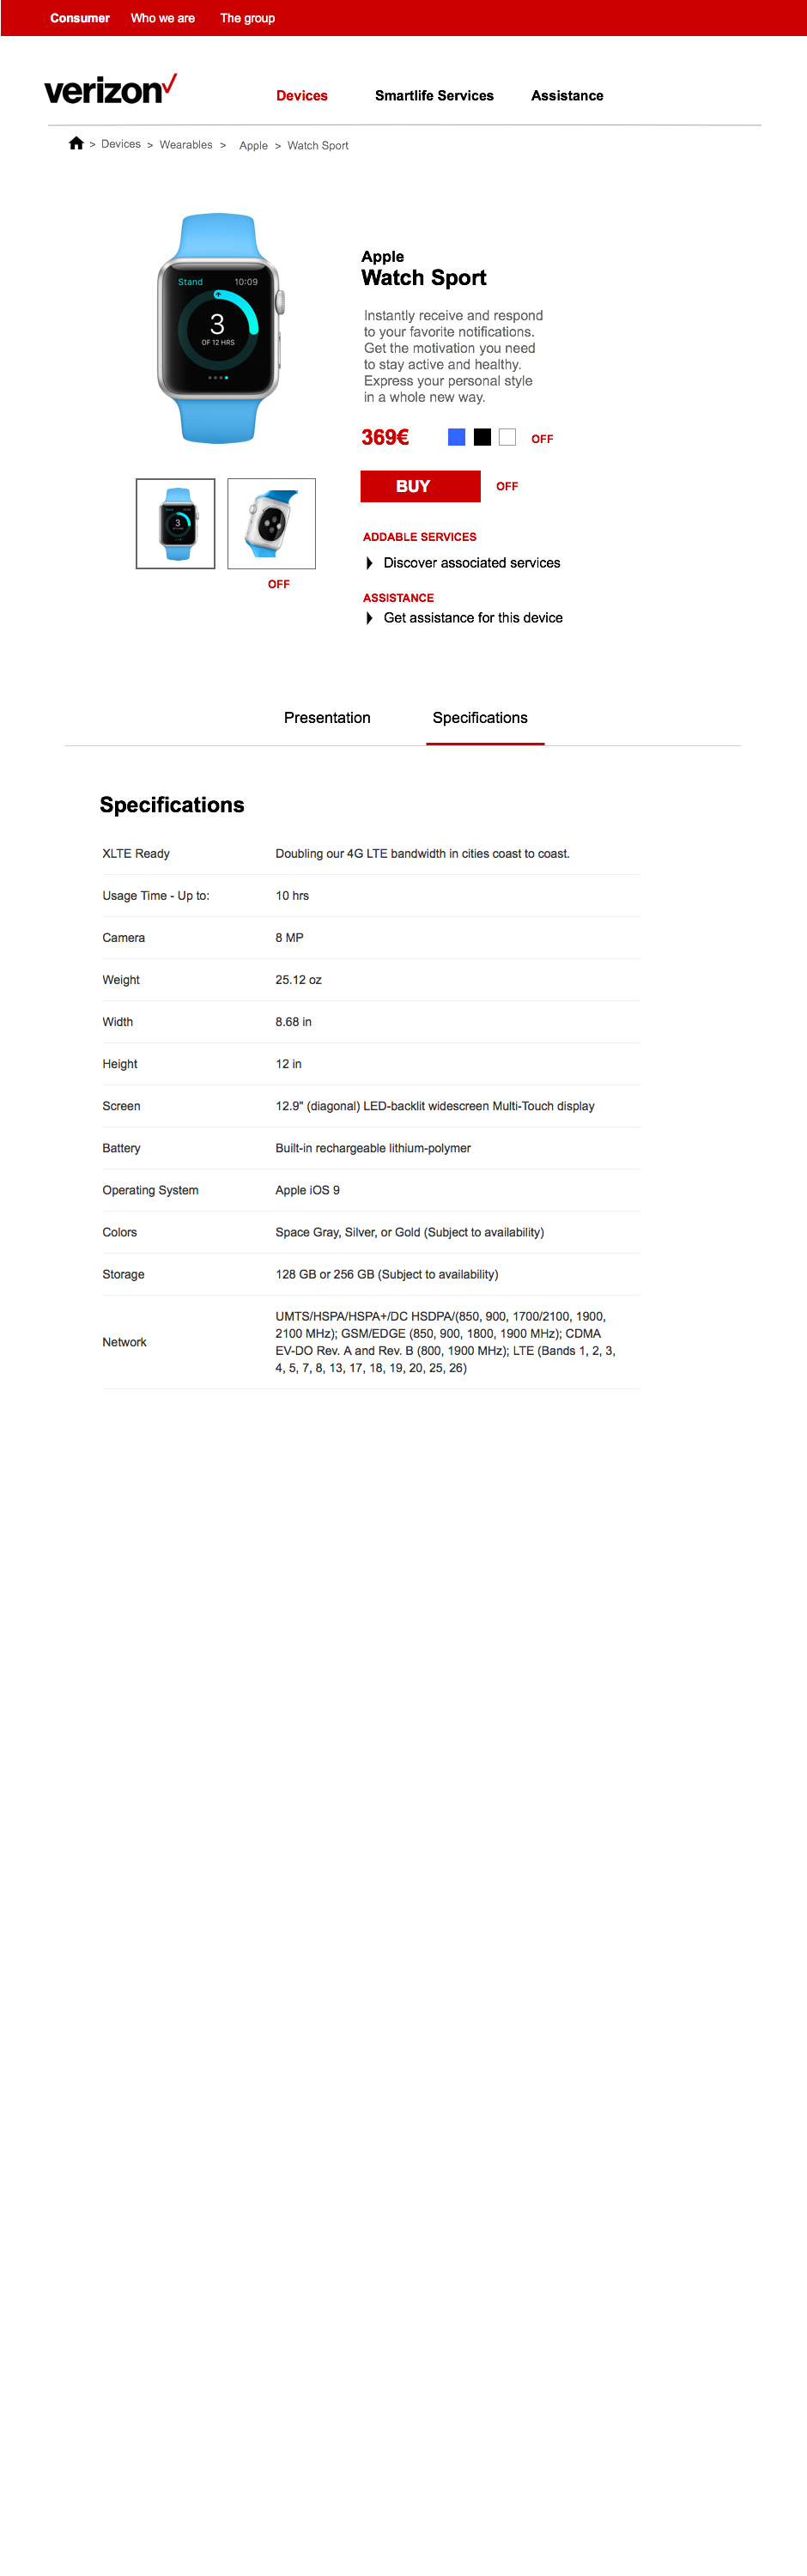 Consumer Who we are The group
verizon
Devices Smartlife Services Assistance
> Devices > Wearables > Apple > Watch Sport
Stand 10:09
3
OF 12 HRS
Apple
Watch Sport
Instantly receive and respond
to your favorite notifications.
Get the motivation you need
to stay active and healthy.
Express your personal style
in a whole new way.
369€ OFF
BUY OFF
3
OFF
ADDABLE SERVICES
Discover associated services
ASSISTANCE
Get assistance for this device
Presentation Specifications
Specifications
XLTE Ready Doubling our 4G LTE bandwidth in cities coast to coast.
Usage Time - Up to: 10 hrs
Camera 8 MP
Weight 25.12 oz
Width 8.68 in
Height 12 in
Screen 12.9" (diagonal) LED-backlit widescreen Multi-Touch display
Battery Built-in rechargeable lithium-polymer
Operating System Apple iOS 9
Colors Space Gray, Silver, or Gold (Subject to availability)
Storage 128 GB or 256 GB (Subject to availability)
Network UMTS/HSPA/HSPA+/DC HSDPA/(850, 900, 1700/2100, 1900,
2100 MHz); GSM/EDGE (850, 900, 1800, 1900 MHz); CDMA
EV-DO Rev. A and Rev. B (800, 1900 MHz); LTE (Bands 1, 2, 3,
4, 5, 7, 8, 13, 17, 18, 19, 20, 25, 26)